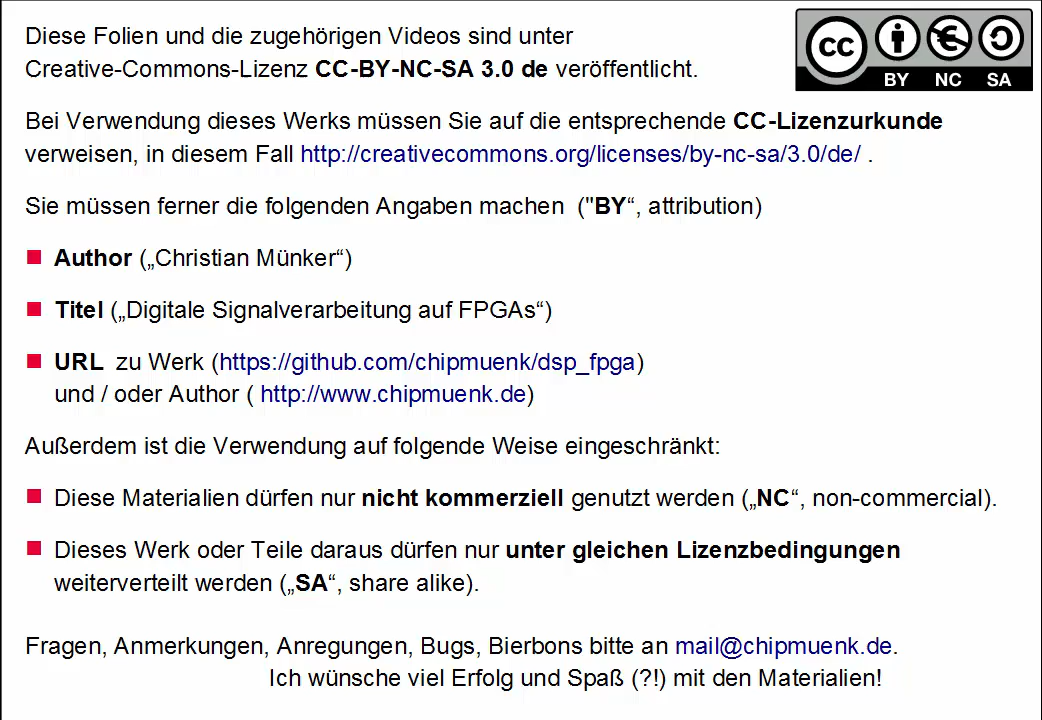 Diese Folien und die zugehörigen Videos sind unter
Creative-Commons-Lizenz CC-BY-NC-SA 3.0 de veröffentlicht.
cc
BY NC SA
Bei Verwendung dieses Werks müssen Sie auf die entsprechende CC-Lizenzurkunde
verweisen, in diesem Fall http://creativecommons.org/licenses/by-nc-sa/3.0/de/ .
Sie müssen ferner die folgenden Angaben machen ("BY“, attribution)
Author („Christian Münker“)
Titel („Digitale Signalverarbeitung auf FPGAs“)
URL zu Werk (https://github.com/chipmuenk/dsp_fpga)
und / oder Author ( http://www.chipmuenk.de)
Außerdem ist die Verwendung auf folgende Weise eingeschränkt:
Diese Materialien dürfen nur nicht kommerziell genutzt werden („NC“, non-commercial).
Dieses Werk oder Teile daraus dürfen nur unter gleichen Lizenzbedingungen
weiterverteilt werden („SA“, share alike).
Fragen, Anmerkungen, Anregungen, Bugs, Bierbons bitte an mail@chipmuenk.de.
Ich wünsche viel Erfolg und Spaß (?!) mit den Materialien!